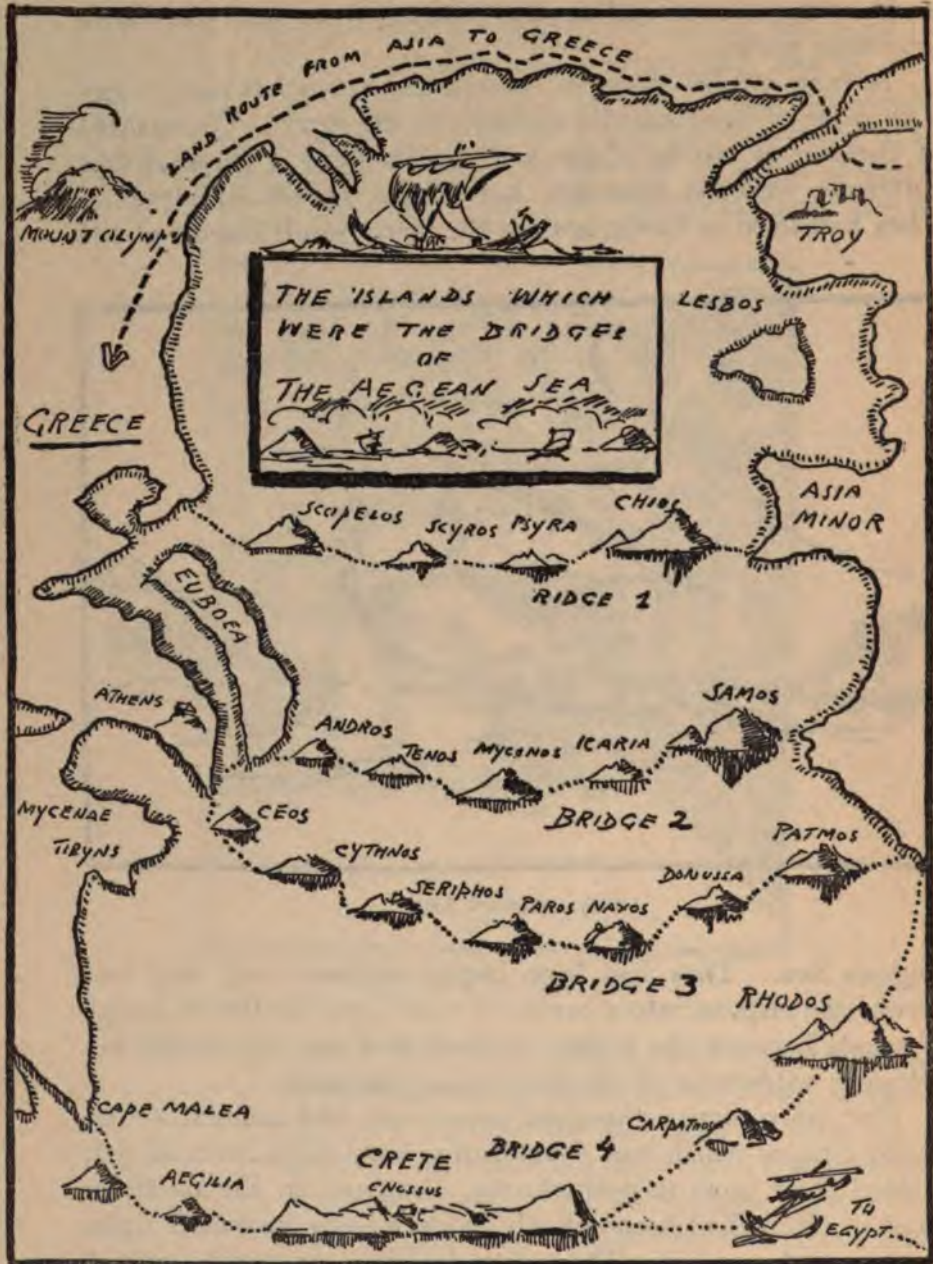 LAND ROUTE FROM ASIA TO GREECE
MOUNT OLYMPUS
TROY
THE ISLANDS WHICH
WERE THE BRIDGES
OF
THE AEGEAN SEA
LESBOS
GREECE
ASIA
MINOR
SCOPELOS
SCYROS
PSYRA
CHIOS
RIDGE 1
EUBOEA
ATHENS
ANDROS
TENOS
MYCONOS
ICARIA
SAMOS
BRIDGE 2
MYCENAE
TIRYNS
CEOS
CYTHNOS
SERIPHOS
PAROS
NAXOS
DONUSSA
PATMOS
BRIDGE 3
RHODOS
CAPE MALEA
AEGILIA
CRETE
CNOSSUS
BRIDGE 4
CARPATHOS
TO
EGYPT